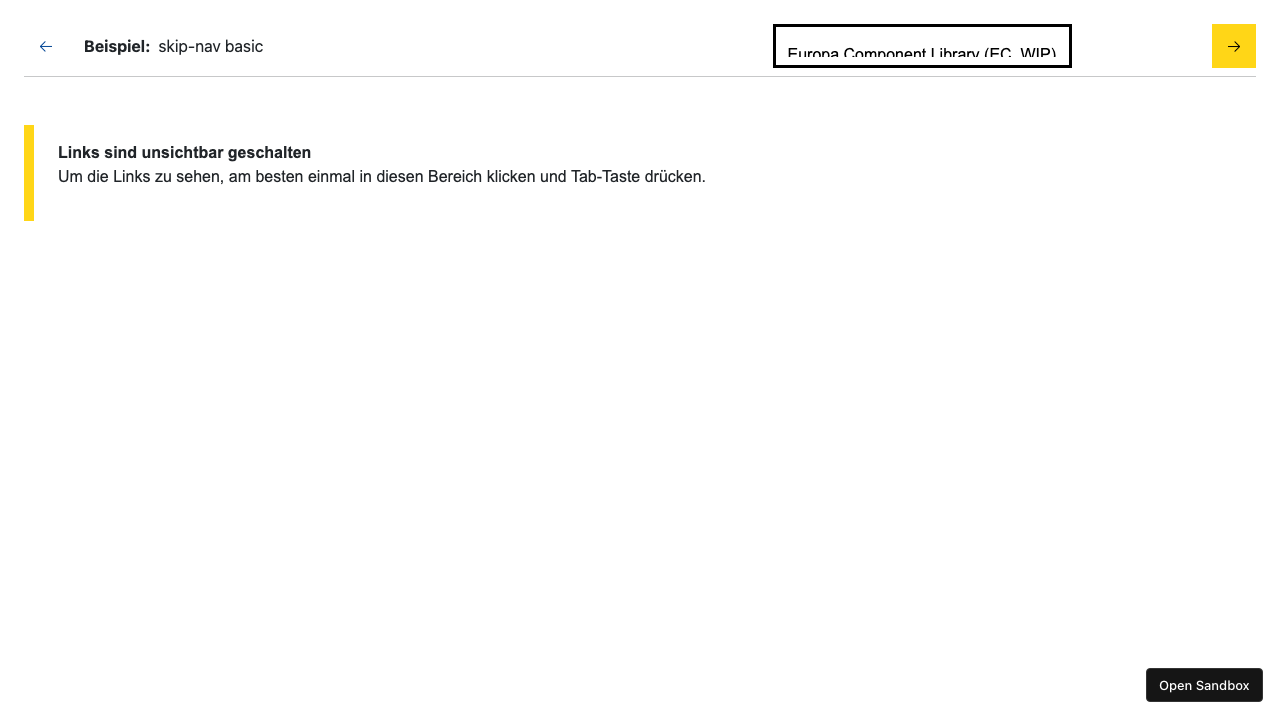 Beispiel: skip-nav basic
Europa Component Library (EC, WIP)
Links sind unsichtbar geschalten
Um die Links zu sehen, am besten einmal in diesen Bereich klicken und Tab-Taste drücken.
Open Sandbox